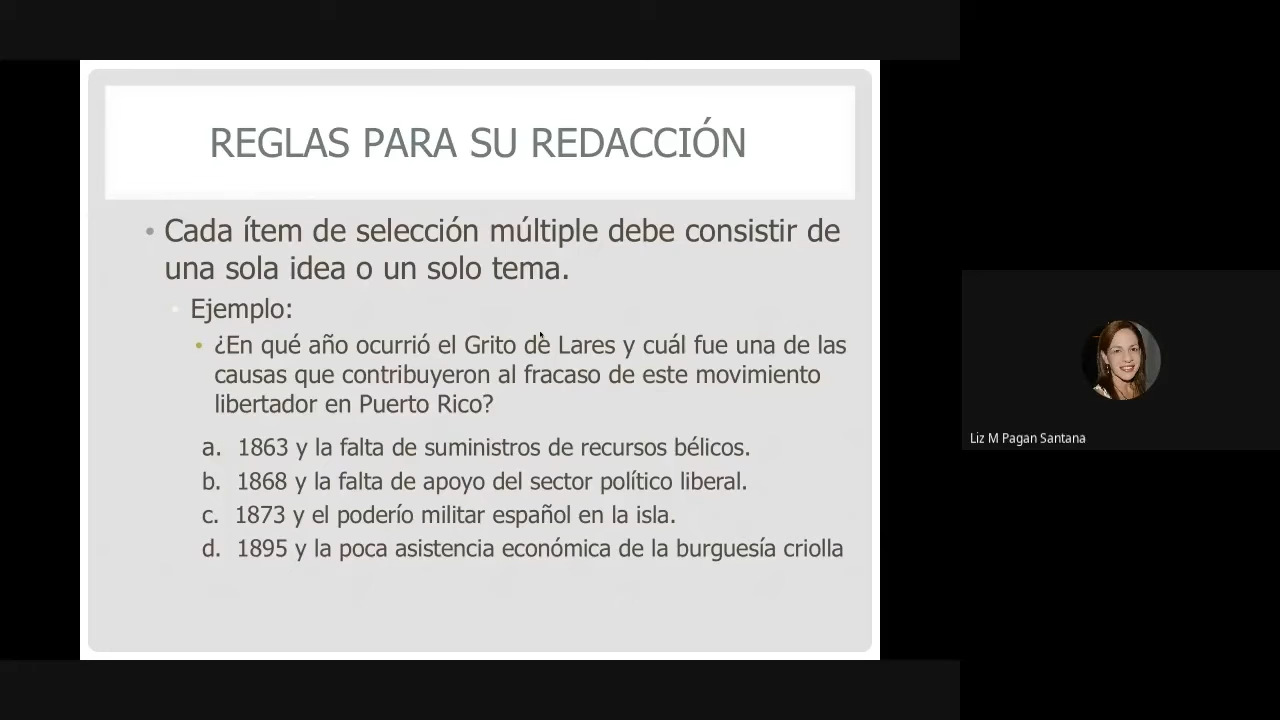 REGLAS PARA SU REDACCIÓN
• Cada ítem de selección múltiple debe consistir de
una sola idea o un solo tema.
• Ejemplo:
• ¿En qué año ocurrió el Grito de Lares y cuál fue una de las
causas que contribuyeron al fracaso de este movimiento
libertador en Puerto Rico?
a. 1863 y la falta de suministros de recursos bélicos.
b. 1868 y la falta de apoyo del sector político liberal.
c. 1873 y el poderío militar español en la isla.
d. 1895 y la poca asistencia económica de la burguesía criolla
Liz M Pagan Santana